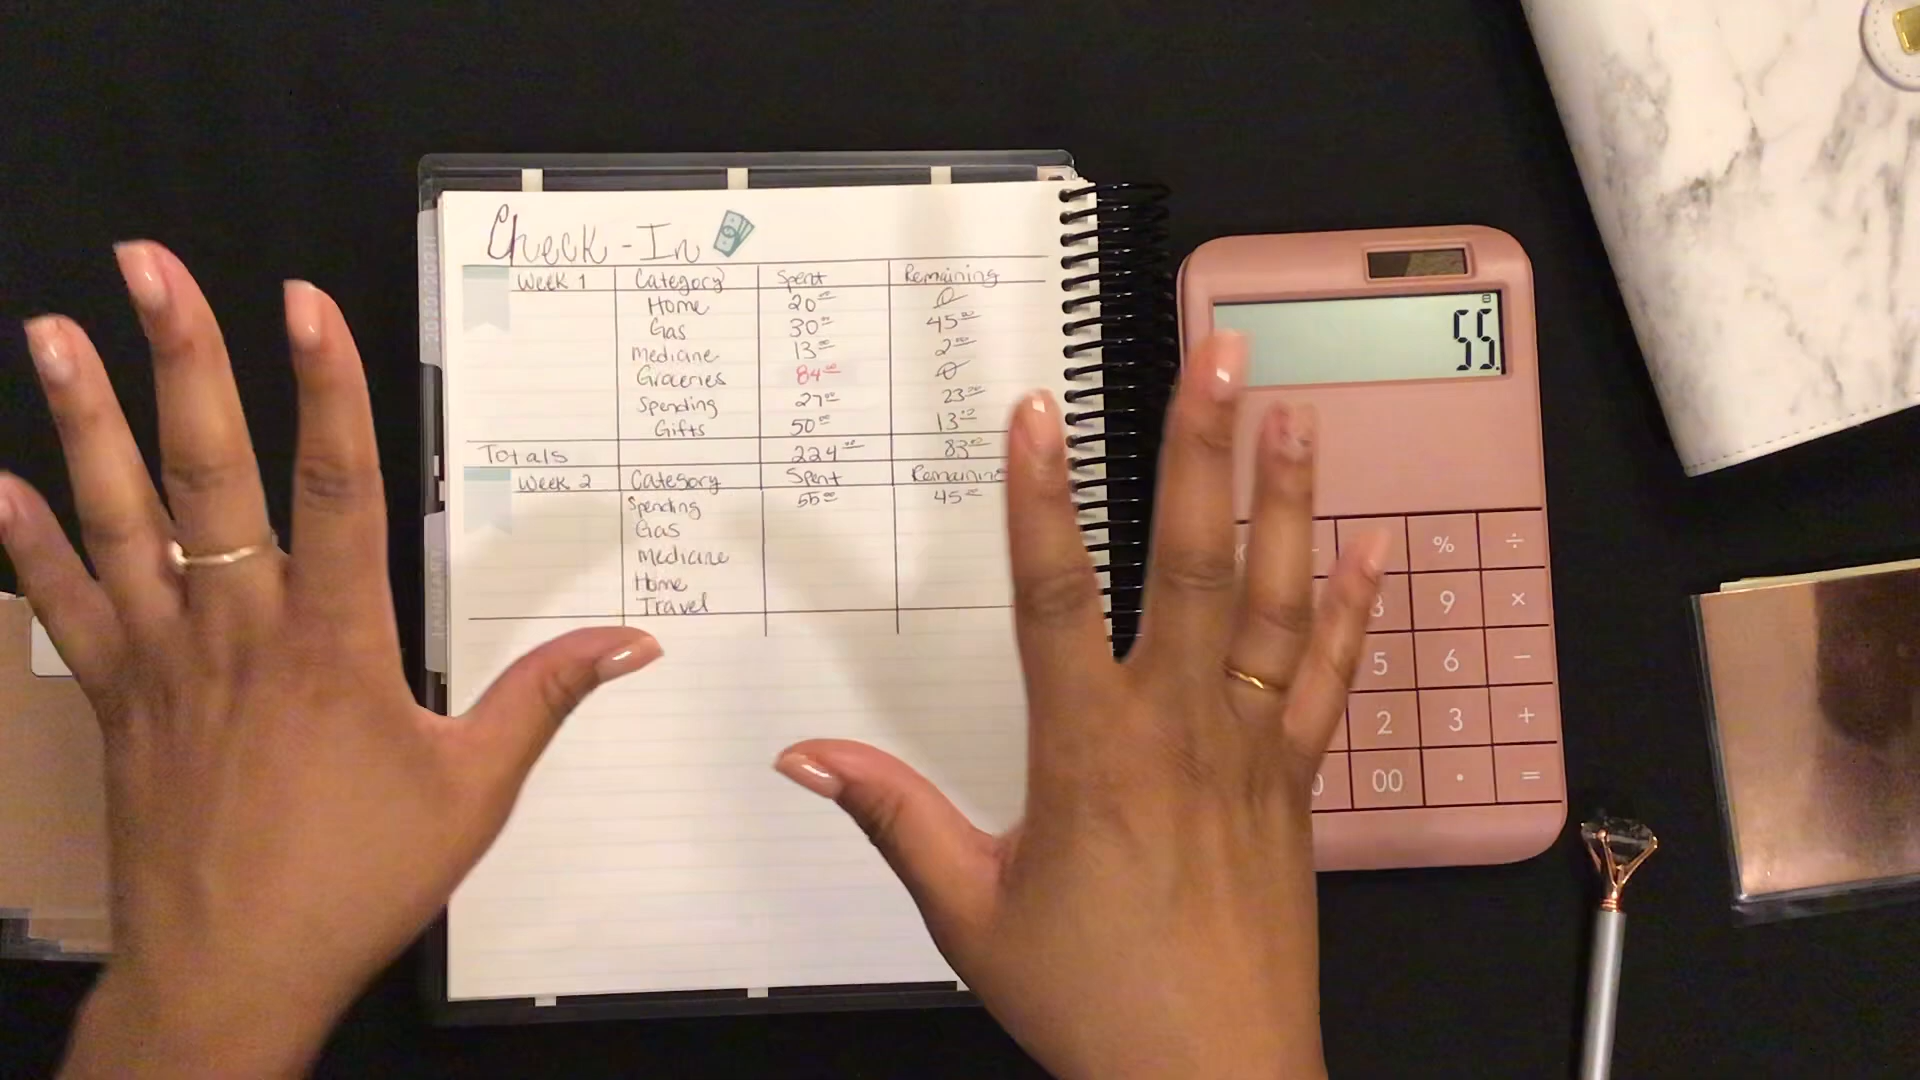 Check-In
Week 1 Category Spent Remaining
Home 20 00 0
Gas 30 00 45 00
Medicine 13 00 2 00
Groceries 84 00 0
Spending 27 00 23 00
Gifts 50 00 13 00
Totals 224 00 83 00
Week 2 Category Spent Remaining
Spending 55 00 45 00
Gas
Medicine
Home
Travel
2020/2021
JANUARY
55.
% ÷
9 ×
5 6 −
2 3 +
00 . =